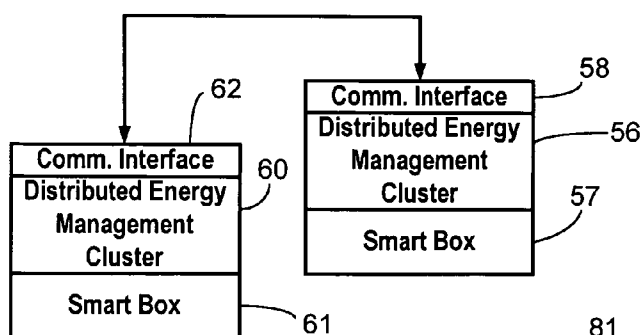 58
Comm. Interface
62
Distributed Energy
Management
Cluster
56
Comm. Interface
60
Distributed Energy
Management
Cluster
57
Smart Box
Smart Box
61
81